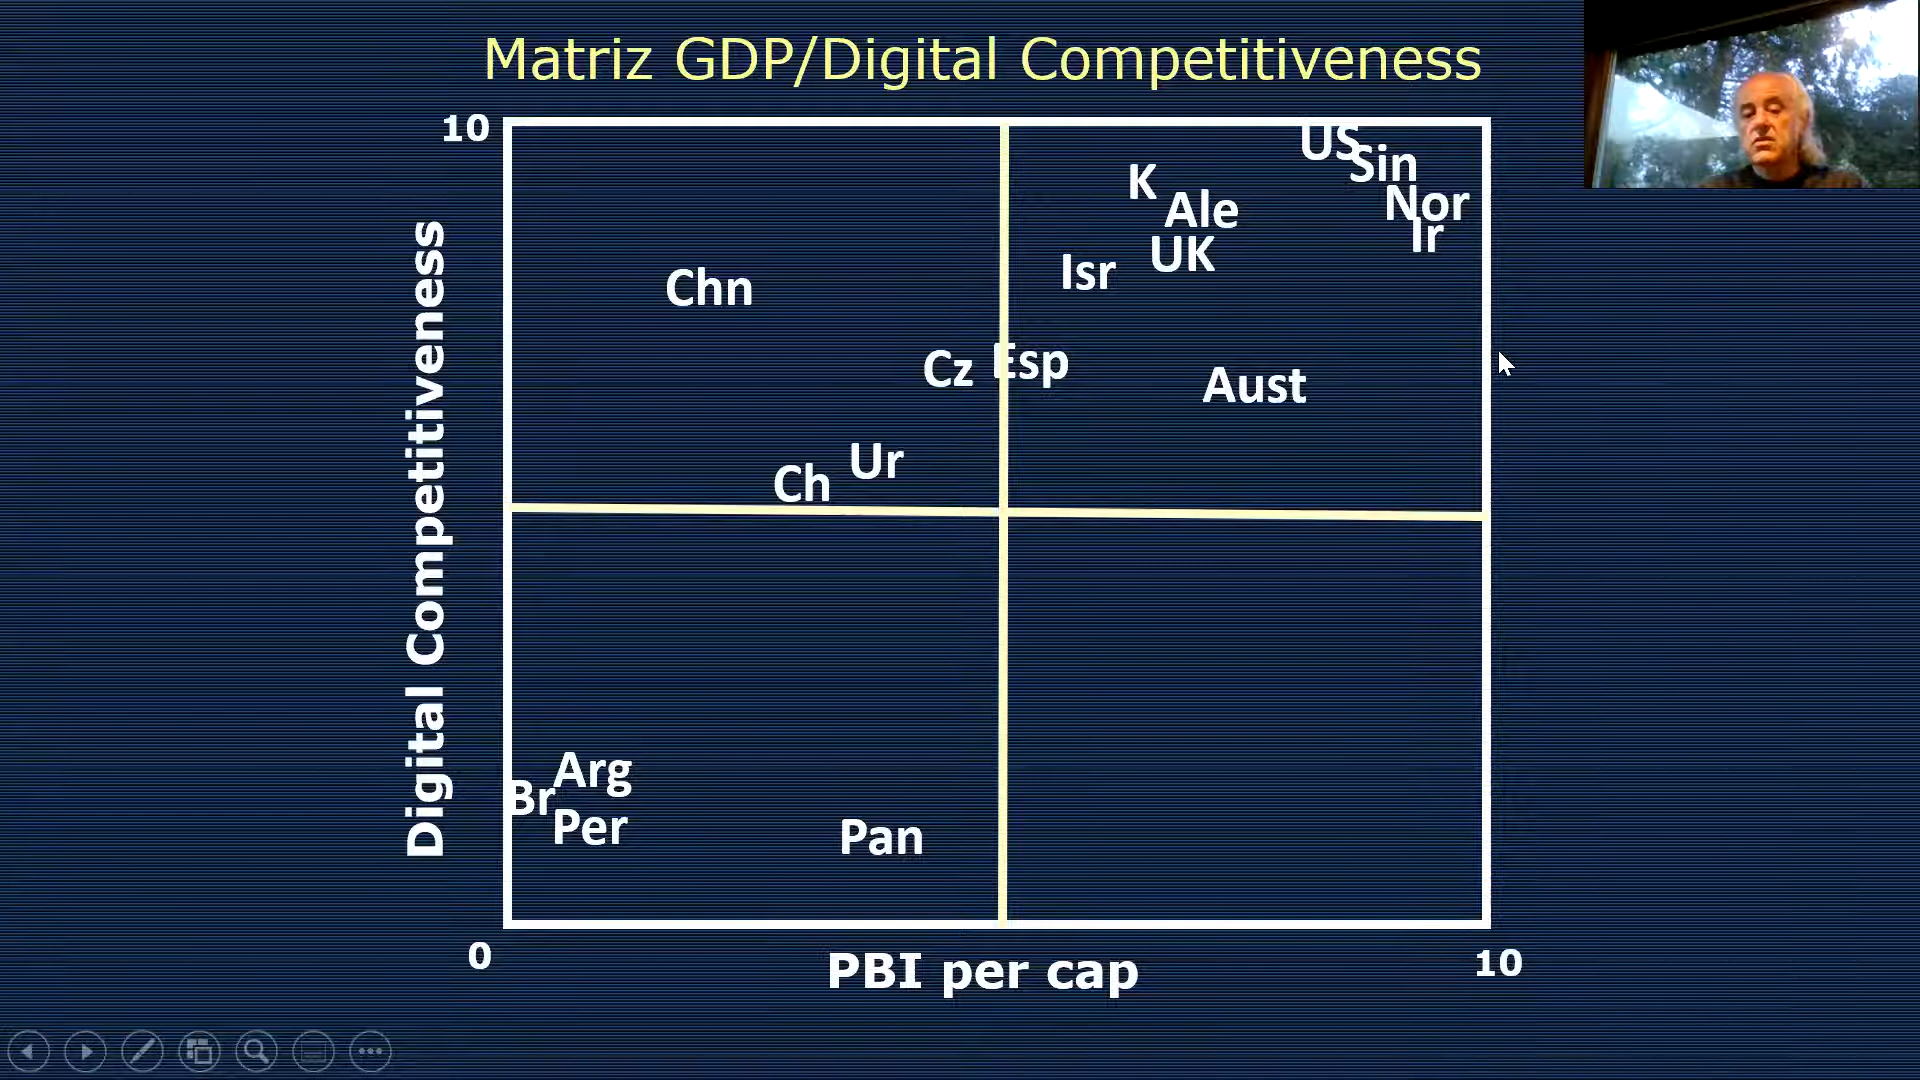 Matriz GDP/Digital Competitiveness
10
US
Sin
K
Nor
Ale
Ir
UK
Isr
Chn
Esp
Cz
Aust
Ur
Ch
Digital Competitiveness
Arg
Br
Per
Pan
0
10
PBI per cap